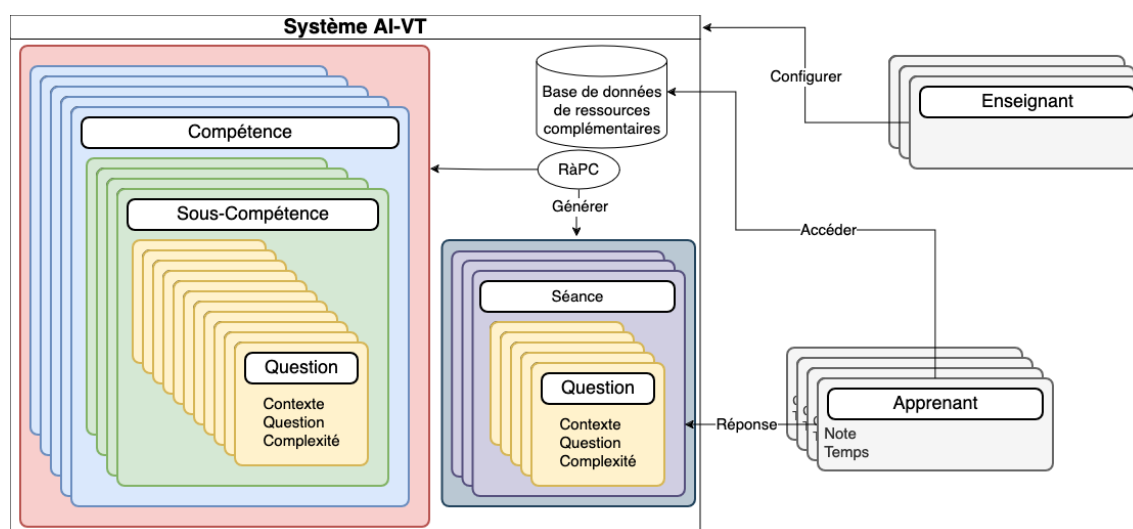 Système AI-VT
Compétence
Sous-Compétence
Question
Contexte
Question
Complexité
Base de données
de ressources
complémentaires
RàPC
Générer
Séance
Question
Contexte
Question
Complexité
Configurer
Enseignant
Accéder
Réponse
Apprenant
Note
Temps